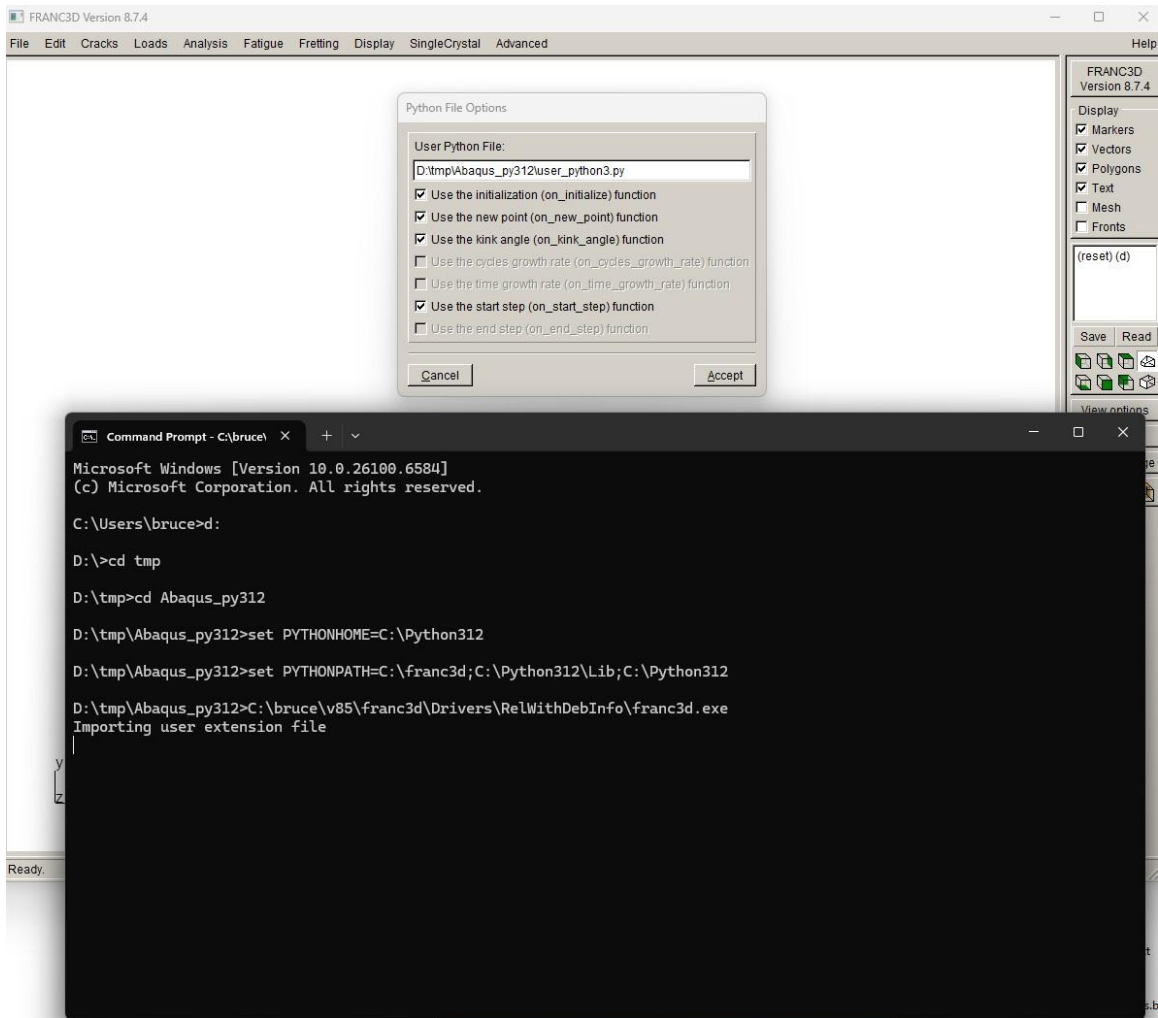 FRANC3D Version 8.7.4
File Edit Cracks Loads Analysis Fatigue Fretting Display SingleCrystal Advanced Help
Python File Options
User Python File:
D:\tmp\Abaqus_py312\user_python3.py
Use the initialization (on_initialize) function
Use the new point (on_new_point) function
Use the kink angle (on_kink_angle) function
Use the cycles growth rate (on_cycles_growth_rate) function
Use the time growth rate (on_time_growth_rate) function
Use the start step (on_start_step) function
Use the end step (on_end_step) function
Cancel Accept
FRANC3D
Version 8.7.4
Display
Markers
Vectors
Polygons
Text
Mesh
Fronts
(reset) (d)
Save Read
View options
Command Prompt - C:\bruce\
Microsoft Windows [Version 10.0.26100.6584]
(c) Microsoft Corporation. All rights reserved.
C:\Users\bruce>d:
D:\>cd tmp
D:\tmp>cd Abaqus_py312
D:\tmp\Abaqus_py312>set PYTHONHOME=C:\Python312
D:\tmp\Abaqus_py312>set PYTHONPATH=C:\franc3d;C:\Python312\Lib;C:\Python312
D:\tmp\Abaqus_py312>C:\bruce\v85\franc3d\Drivers\RelWithDebInfo\franc3d.exe
Importing user extension file
y
z
Ready.